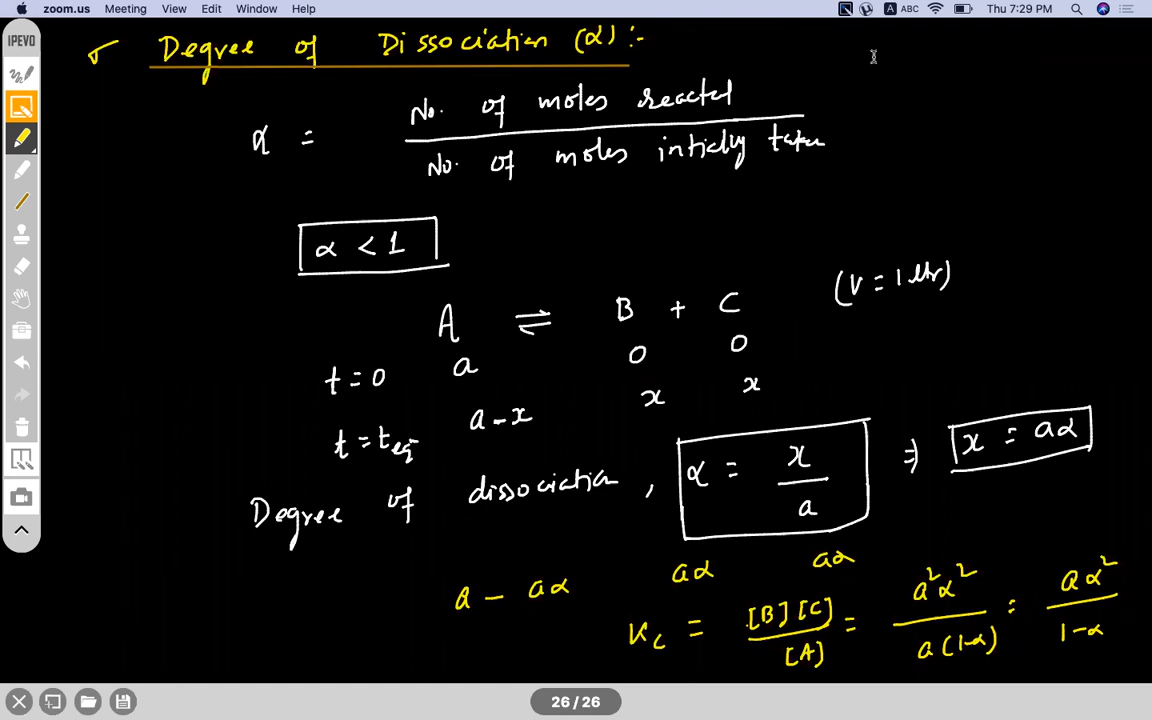 zoom.us Meeting View Edit Window Help
ABC Thu 7:29 PM
IPEVO
Degree of Dissociation (α) :-
α = No. of moles reacted
No. of moles intially taken
α < 1
A ⇌ B + C (V = 1 ltr)
t = 0 a 0 0
t = teq a - x x x
Degree of dissociation , α = x / a ⇒ x = aα
a - aα aα aα
Kc = [B][C] / [A] = a²α² / a(1-α) = aα² / 1-α
26 / 26